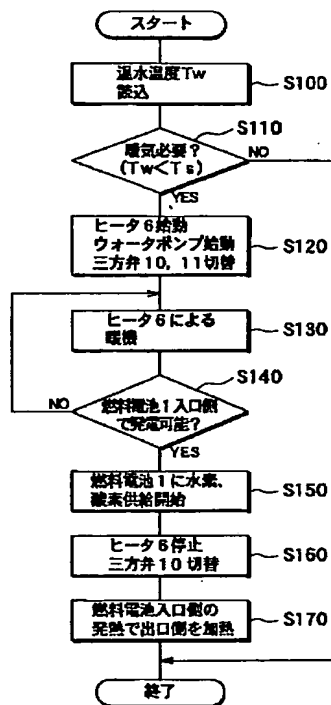 スタート
温水温度Tw
読込
S100
暖気必要?
(Tw<Ts)
S110
NO
YES
ヒータ6始動
ウォータポンプ始動
三方弁10, 11切替
S120
ヒータ6による
暖機
S130
燃料電池1入口側
で発電可能?
S140
NO
YES
燃料電池1に水素、
酸素供給開始
S150
ヒータ6停止
三方弁10切替
S160
燃料電池入口側の
発熱で出口側を加熱
S170
終了